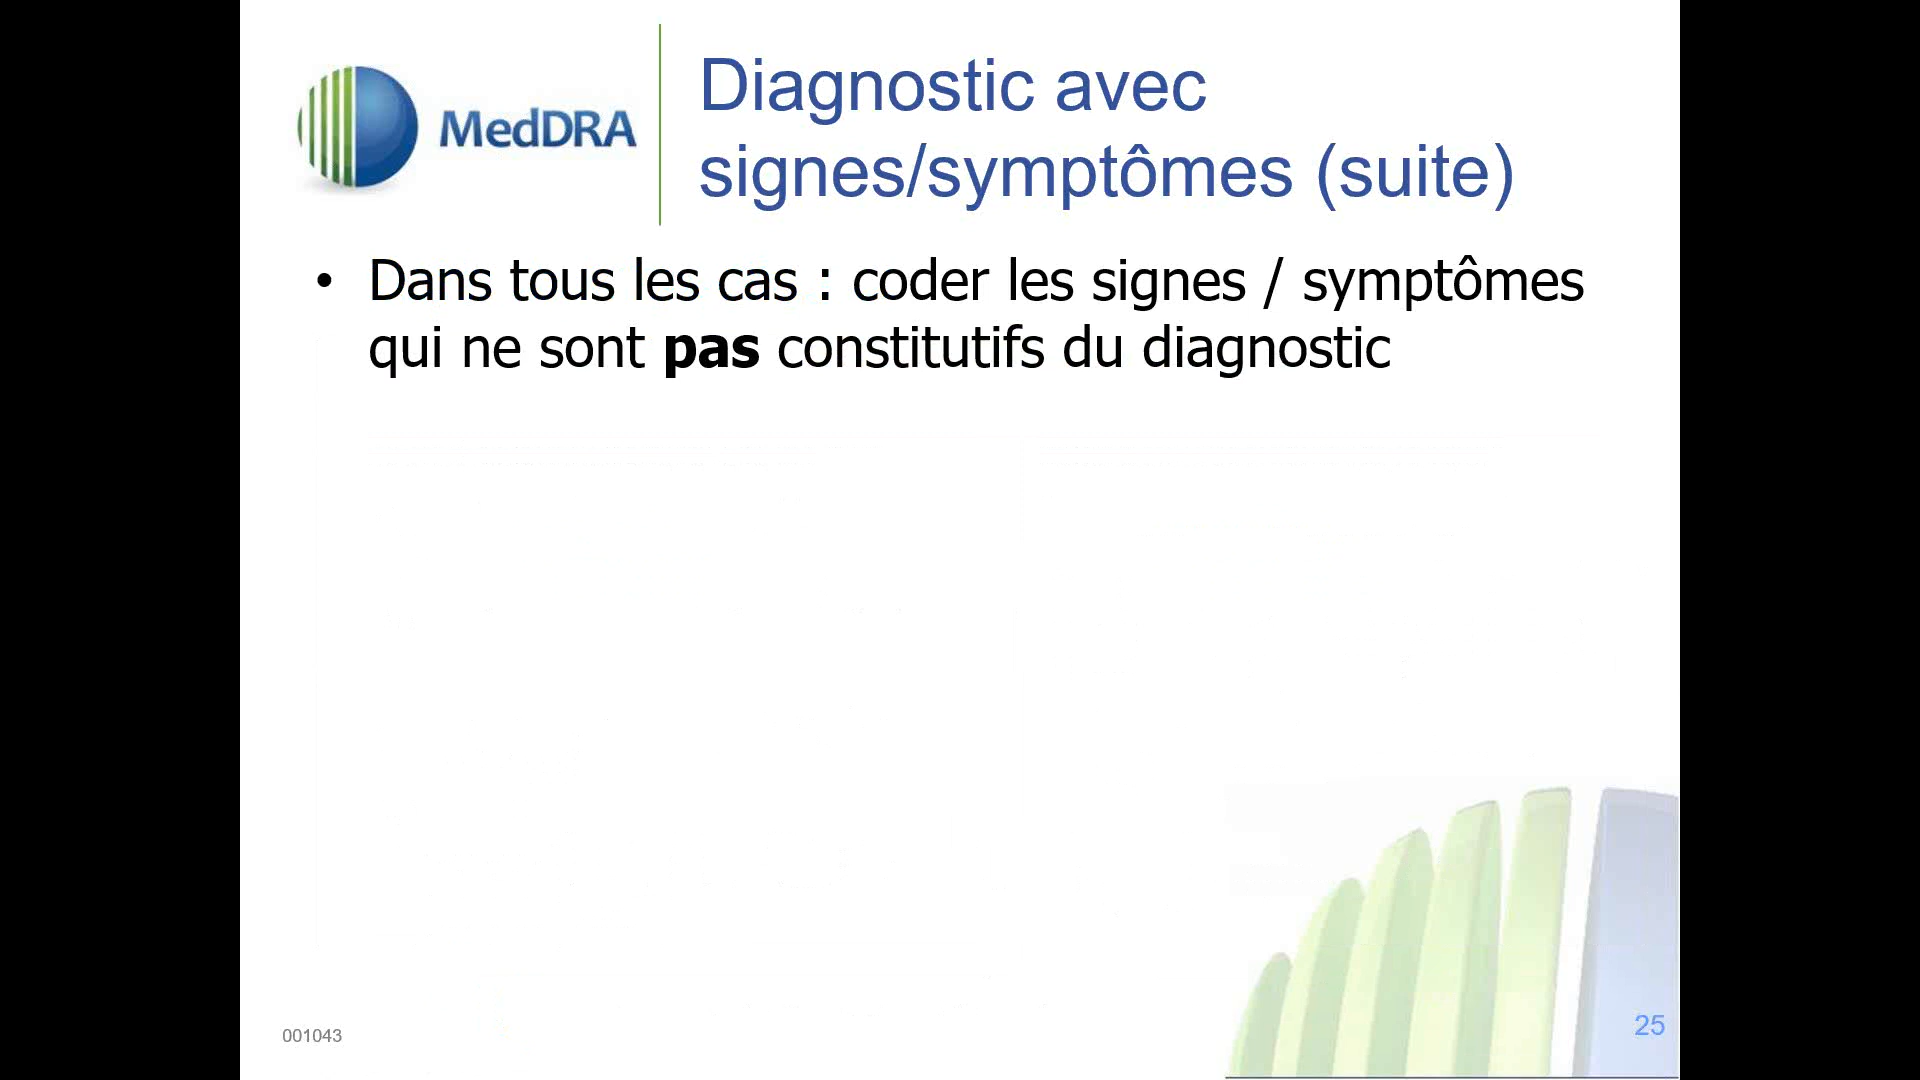 MedDRA
Diagnostic avec
signes/symptômes (suite)
• Dans tous les cas : coder les signes / symptômes
qui ne sont pas constitutifs du diagnostic
001043
25